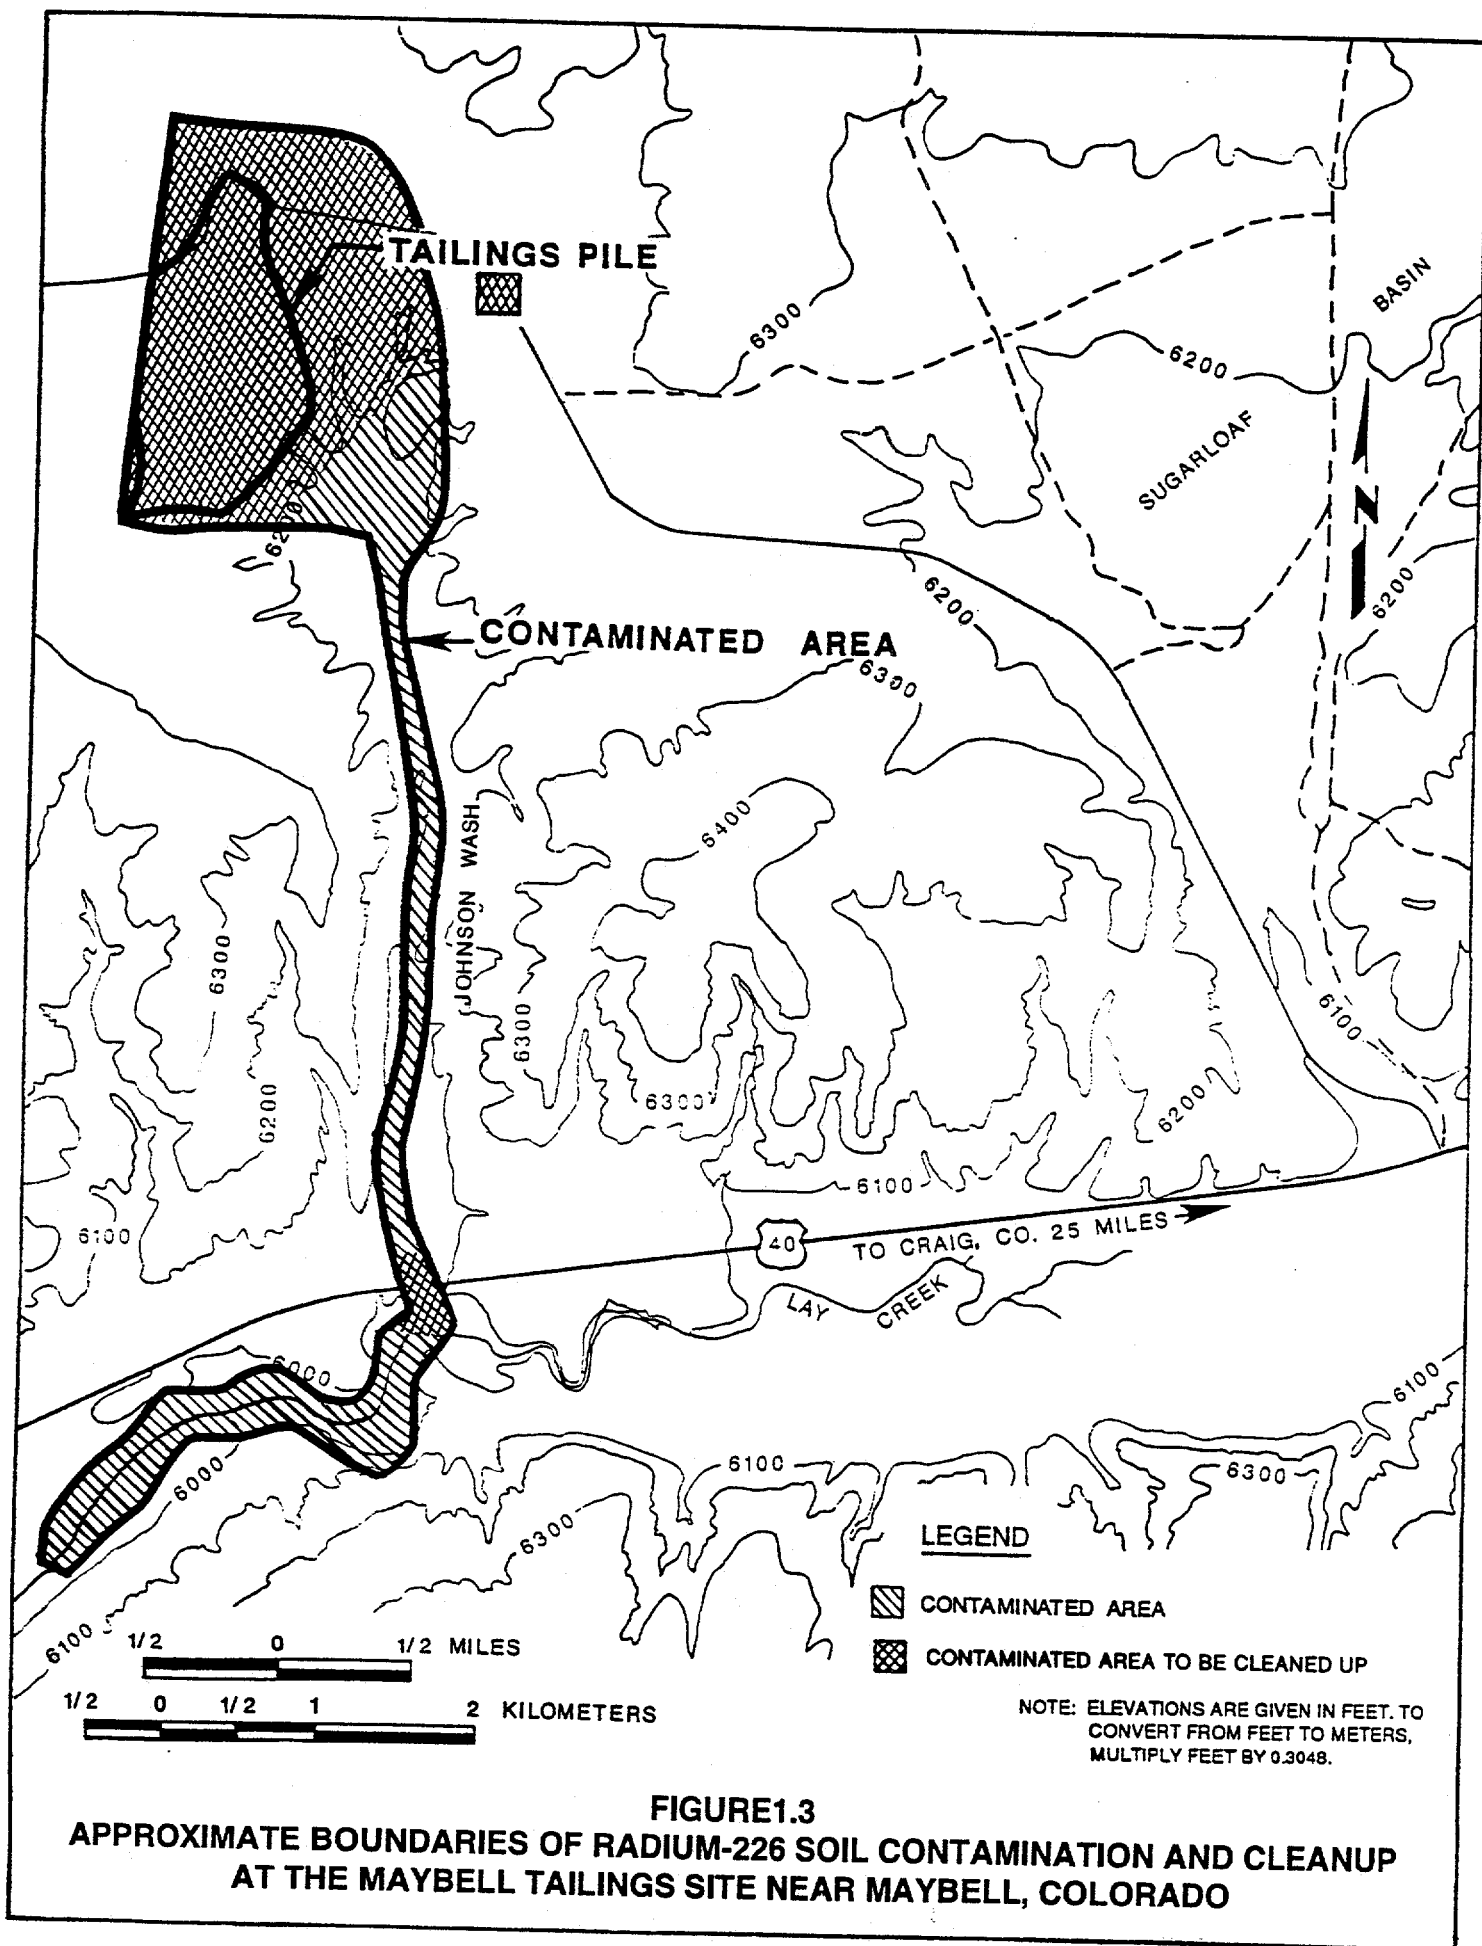 TAILINGS PILE
6300
BASIN
6200
SUGARLOAF
N
6200
6200
CONTAMINATED AREA
6300
6400
JOHNSON WASH
6300
6300
6100
6300
6200
6200
6100
6100
40
TO CRAIG, CO. 25 MILES
LAY CREEK
6000
6100
6000
6100
6300
6300
6100
LEGEND
CONTAMINATED AREA
CONTAMINATED AREA TO BE CLEANED UP
1/2 0 1/2 MILES
1/2 0 1/2 1 2 KILOMETERS
NOTE: ELEVATIONS ARE GIVEN IN FEET. TO
CONVERT FROM FEET TO METERS,
MULTIPLY FEET BY 0.3048.
FIGURE1.3
APPROXIMATE BOUNDARIES OF RADIUM-226 SOIL CONTAMINATION AND CLEANUP
AT THE MAYBELL TAILINGS SITE NEAR MAYBELL, COLORADO